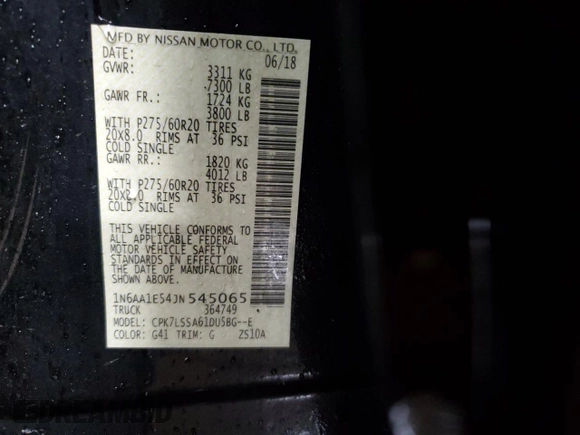 MFD BY NISSAN MOTOR CO., LTD.
DATE: 06/18
GVWR: 3311 KG
7300 LB
GAWR FR.: 1724 KG
3800 LB
WITH P275/60R20 TIRES
20X8.0 RIMS AT 36 PSI
COLD SINGLE
GAWR RR.: 1820 KG
4012 LB
WITH P275/60R20 TIRES
20X8.0 RIMS AT 36 PSI
COLD SINGLE
THIS VEHICLE CONFORMS TO
ALL APPLICABLE FEDERAL
MOTOR VEHICLE SAFETY
STANDARDS IN EFFECT ON
THE DATE OF MANUFACTURE
SHOWN ABOVE.
1N6AA1E54JN545065
TRUCK 364749
MODEL: CPK7LSSA61DU5BG--E
COLOR: G41 TRIM: G ZS10A
DREAMBID